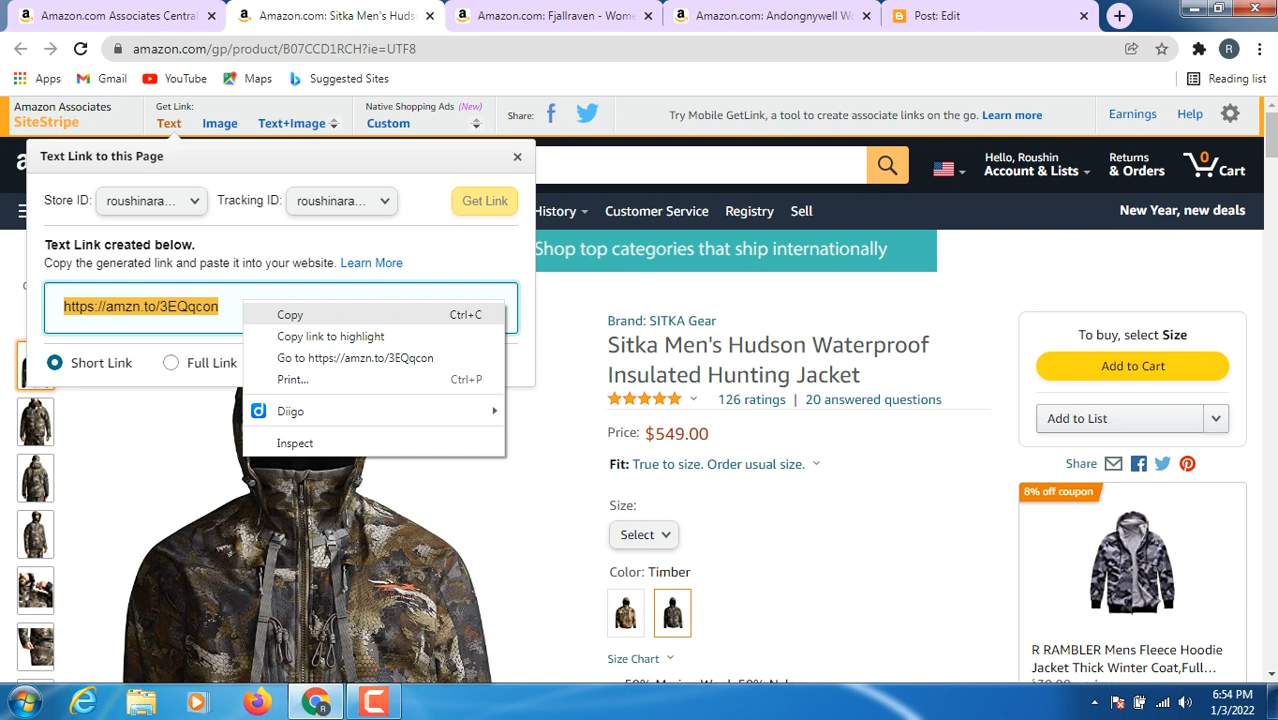 Amazon.com Associates Central
Amazon.com: Sitka Men's Huds
Amazon.com: Fjallraven - Wome
Amazon.com: Andongnywell W
Post: Edit
amazon.com/gp/product/B07CCD1RCH?ie=UTF8
R
Apps
Gmail
YouTube
Maps
Suggested Sites
Reading list
Amazon Associates
SiteStripe
Get Link:
Text
Image
Text+Image
Native Shopping Ads (New)
Custom
Share:
Try Mobile GetLink, a tool to create associate links on the go. Learn more
Earnings
Help
Text Link to this Page
Hello, Roushin
Account & Lists
Returns
& Orders
0
Cart
Store ID:
roushinara...
Tracking ID:
roushinara...
Get Link
History
Customer Service
Registry
Sell
New Year, new deals
Text Link created below.
Copy the generated link and paste it into your website. Learn More
Shop top categories that ship internationally
https://amzn.to/3EQqcon
Copy Ctrl+C
Copy link to highlight
Go to https://amzn.to/3EQqcon
Print... Ctrl+P
Diigo
Inspect
Short Link
Full Link
Brand: SITKA Gear
Sitka Men's Hudson Waterproof
Insulated Hunting Jacket
126 ratings | 20 answered questions
Price: $549.00
Fit: True to size. Order usual size.
Size:
Select
Color: Timber
Size Chart
To buy, select Size
Add to Cart
Add to List
Share
8% off coupon
R RAMBLER Mens Fleece Hoodie
Jacket Thick Winter Coat,Full…
6:54 PM
1/3/2022